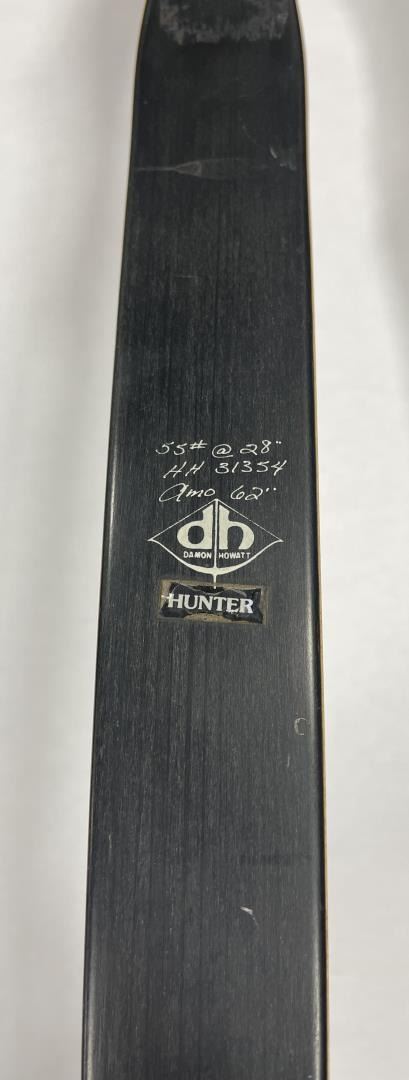 55# @ 28"
HH 31354
amo 62"
dh
DAMON HOWATT
HUNTER